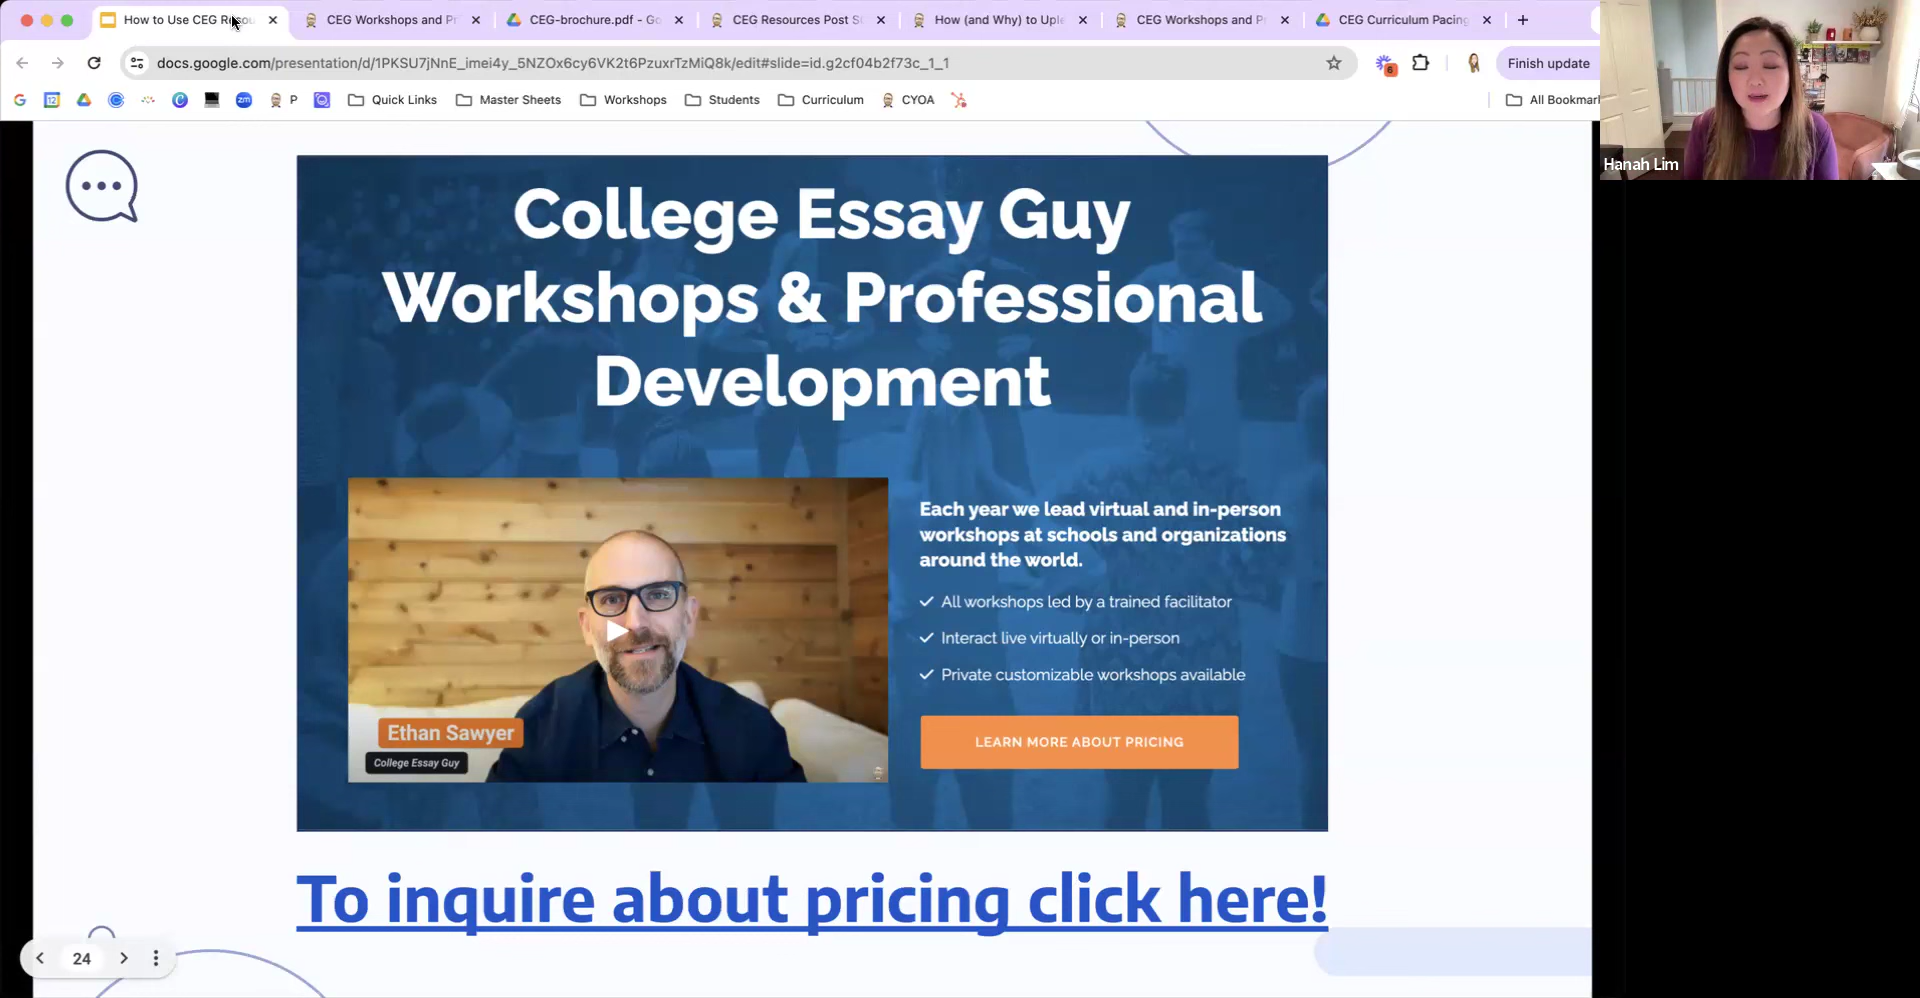 How to Use CEG Resou
CEG Workshops and Pr
CEG-brochure.pdf - Go
CEG Resources Post S
How (and Why) to Uple
CEG Workshops and P
CEG Curriculum Pacing
docs.google.com/presentation/d/1PKSU7jNnE_imei4y_5NZOx6cy6VK2t6PzuxrTzMiQ8k/edit#slide=id.g2cf04b2f73c_1_1
6
Finish update
P
Quick Links
Master Sheets
Workshops
Students
Curriculum
CYOA
All Bookmar
Hanah Lim
College Essay Guy
Workshops & Professional
Development
Each year we lead virtual and in-person
workshops at schools and organizations
around the world.
All workshops led by a trained facilitator
Interact live virtually or in-person
Private customizable workshops available
LEARN MORE ABOUT PRICING
Ethan Sawyer
College Essay Guy
To inquire about pricing click here!
24